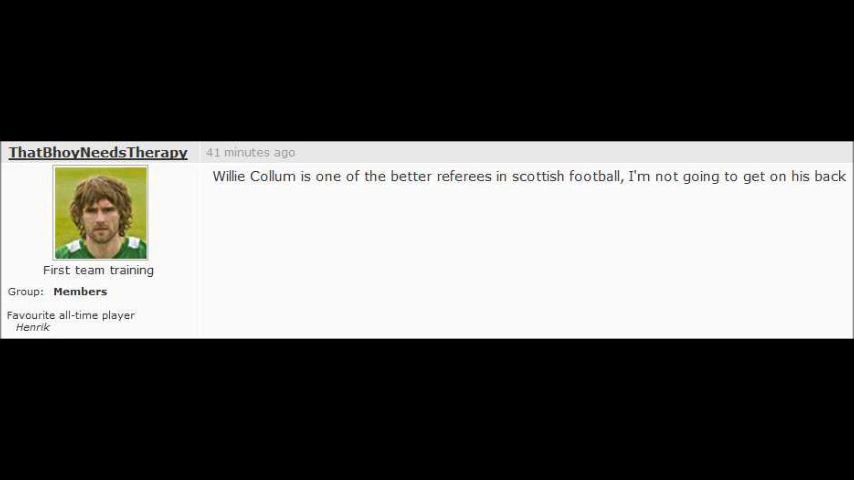 ThatBhoyNeedsTherapy
41 minutes ago
Willie Collum is one of the better referees in scottish football, I'm not going to get on his back
First team training
Group: Members
Favourite all-time player
Henrik